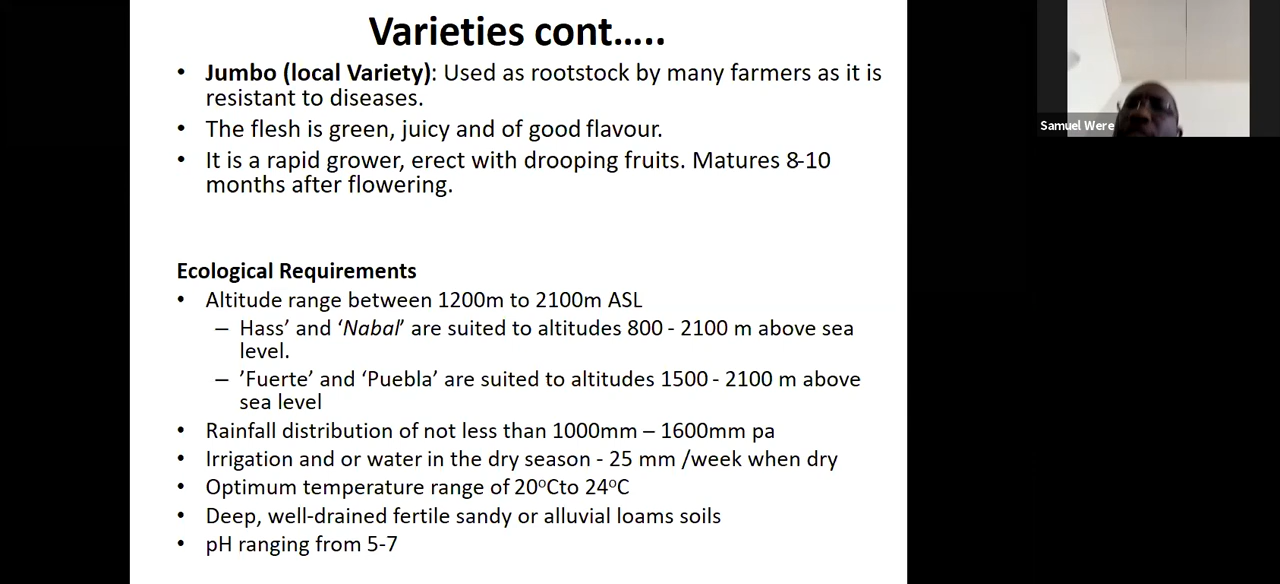 Varieties cont…..
• Jumbo (local Variety): Used as rootstock by many farmers as it is
resistant to diseases.
• The flesh is green, juicy and of good flavour.
• It is a rapid grower, erect with drooping fruits. Matures 8-10
months after flowering.
Ecological Requirements
• Altitude range between 1200m to 2100m ASL
– Hass’ and ‘Nabal’ are suited to altitudes 800 - 2100 m above sea
level.
– ’Fuerte’ and ‘Puebla’ are suited to altitudes 1500 - 2100 m above
sea level
• Rainfall distribution of not less than 1000mm – 1600mm pa
• Irrigation and or water in the dry season - 25 mm /week when dry
• Optimum temperature range of 20ºCto 24ºC
• Deep, well-drained fertile sandy or alluvial loams soils
• pH ranging from 5-7
Samuel Were